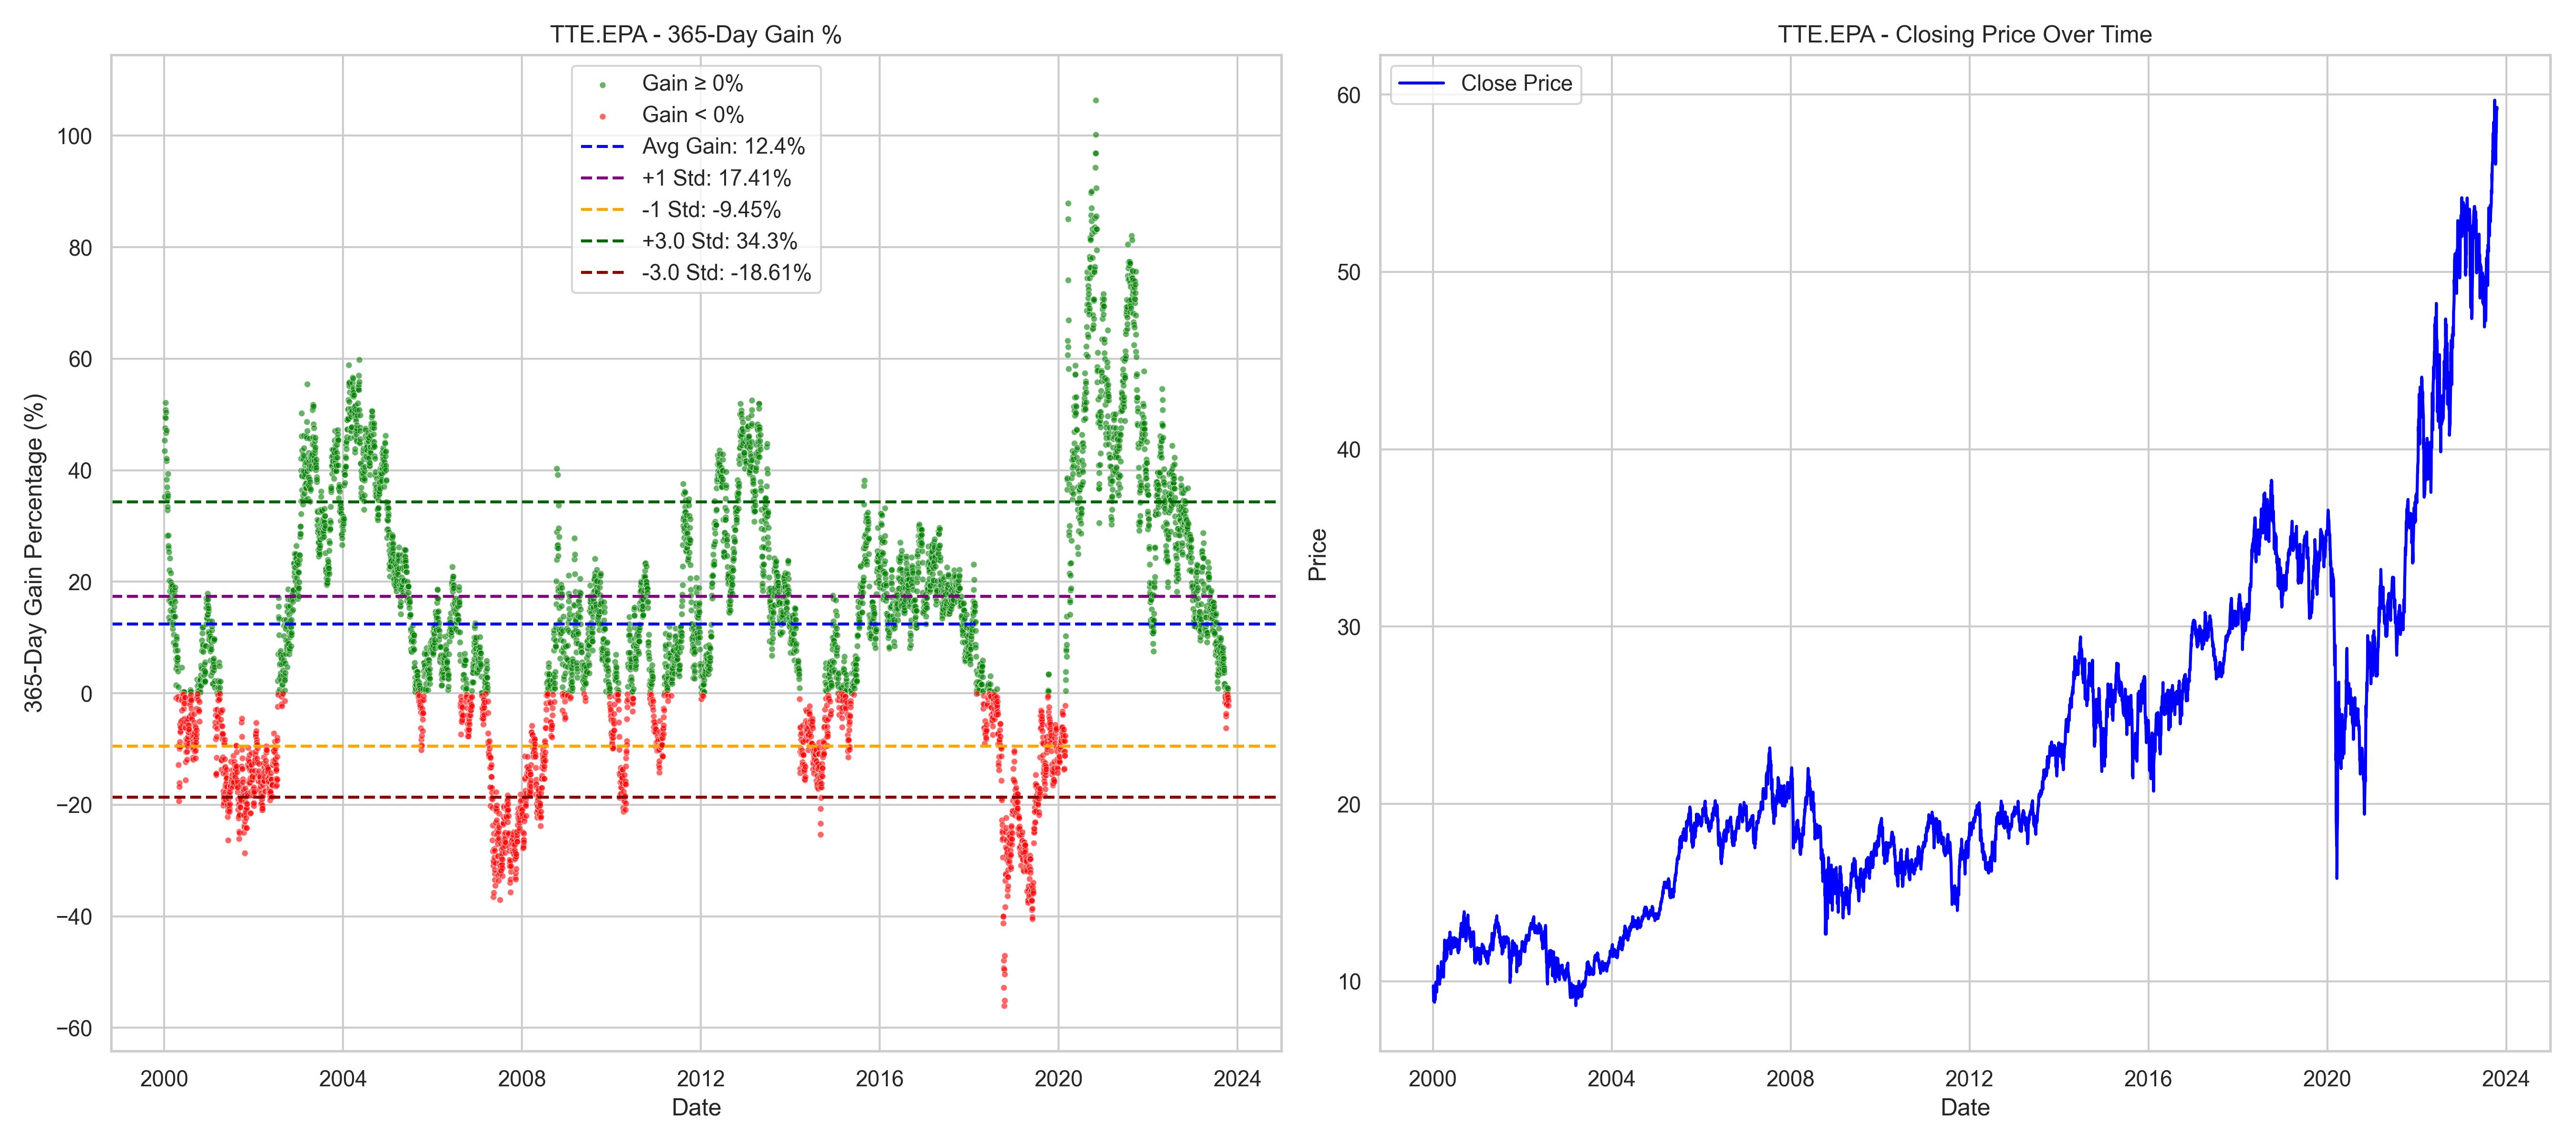 TTE.EPA - 365-Day Gain %
Gain ≥ 0%
Gain < 0%
Avg Gain: 12.4%
+1 Std: 17.41%
-1 Std: -9.45%
+3.0 Std: 34.3%
-3.0 Std: -18.61%
365-Day Gain Percentage (%)
100
80
60
40
20
0
−20
−40
−60
2000 2004 2008 2012 2016 2020 2024
Date
TTE.EPA - Closing Price Over Time
Close Price
Price
60
50
40
30
20
10
2000 2004 2008 2012 2016 2020 2024
Date